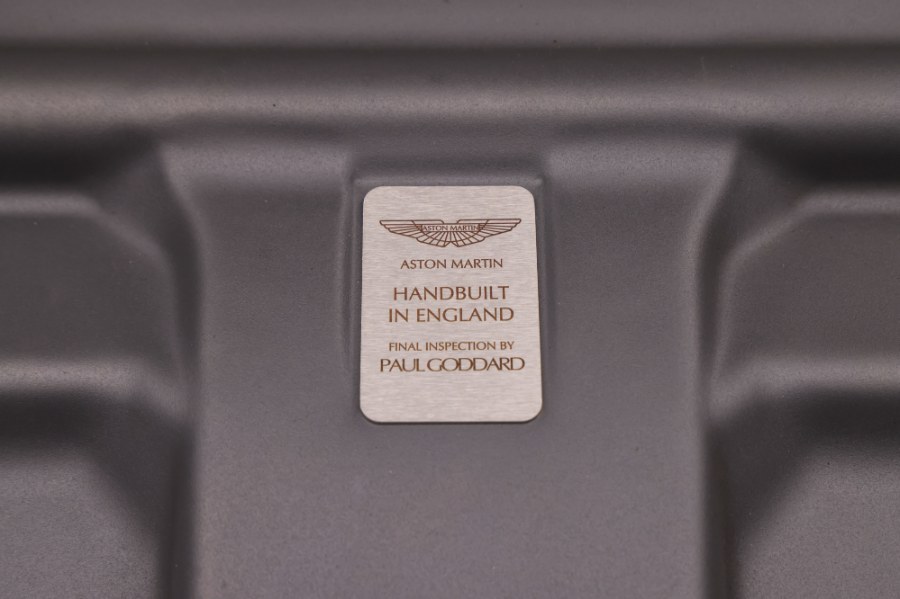 ASTON MARTIN
ASTON MARTIN
HANDBUILT
IN ENGLAND
FINAL INSPECTION BY
PAUL GODDARD